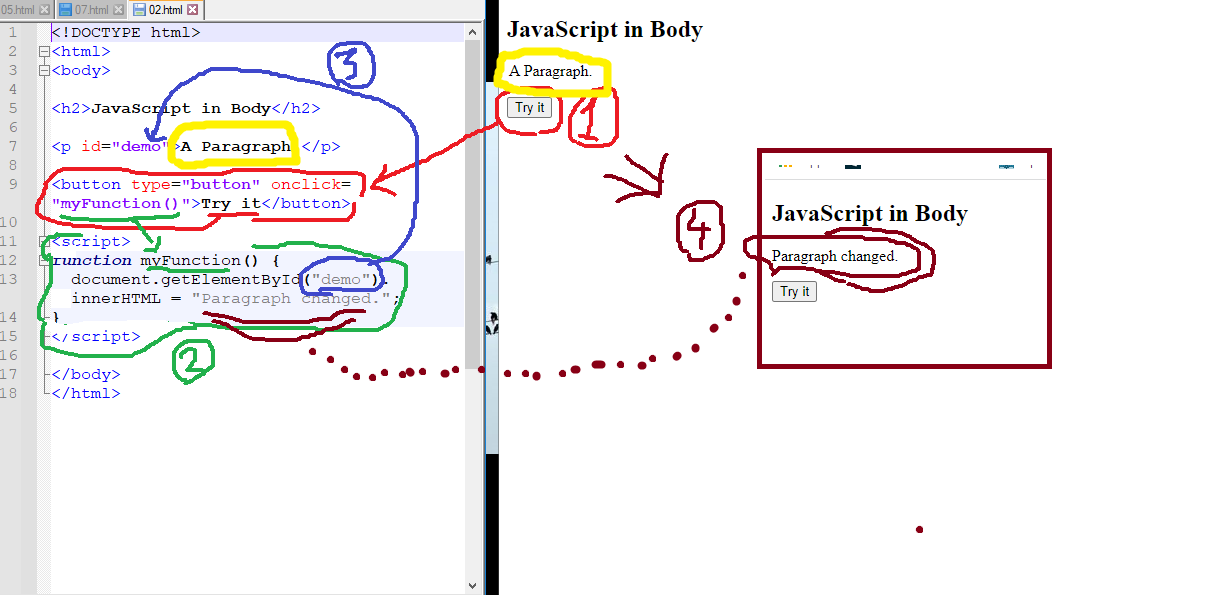 05.html 07.html 02.html
1 <!DOCTYPE html>
2 <html>
3 <body>
4
5 <h2>JavaScript in Body</h2>
6
7 <p id="demo">A Paragraph.</p>
8
9 <button type="button" onclick=
"myFunction()">Try it</button>
10
11 <script>
12 function myFunction() {
13 document.getElementById("demo").
innerHTML = "Paragraph changed.";
14 }
15 </script>
16
17 </body>
18 </html>
3
2
JavaScript in Body
A Paragraph.
Try it
1
4
JavaScript in Body
Paragraph changed.
Try it